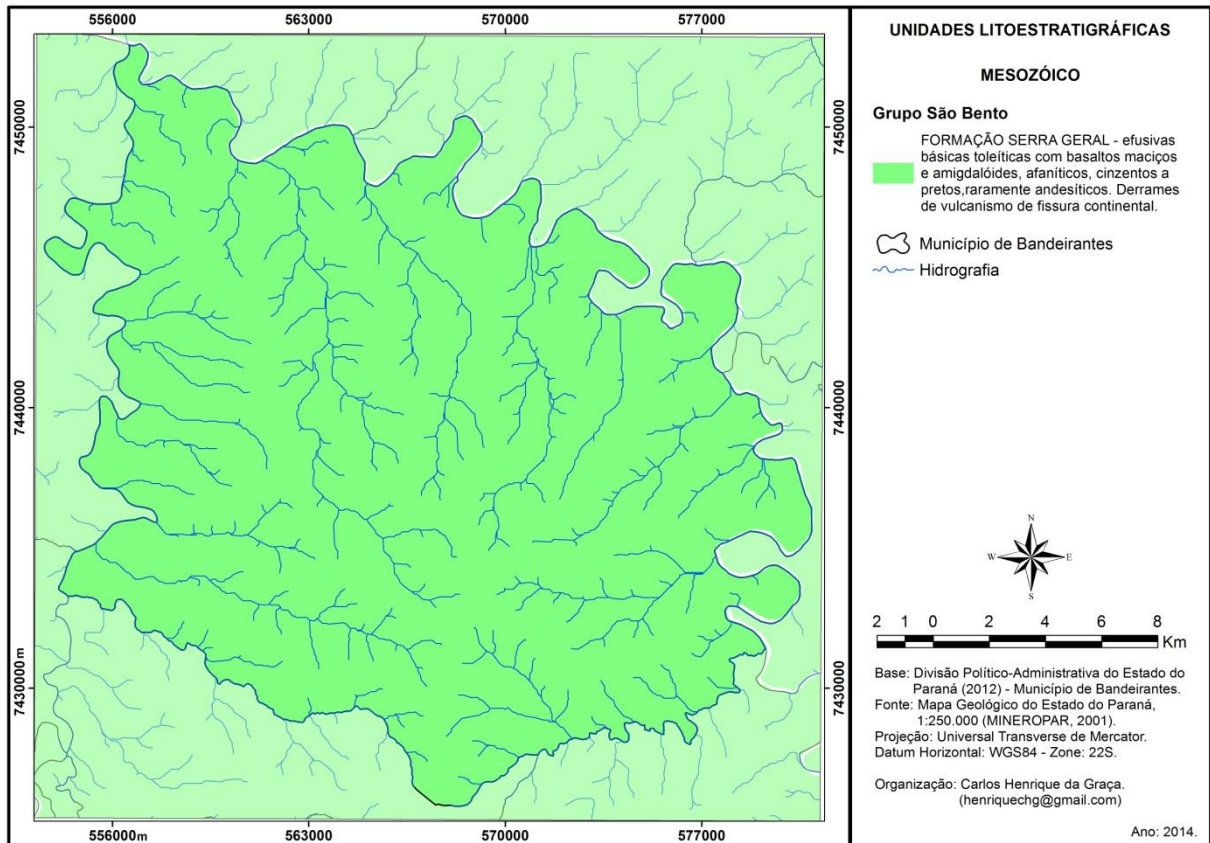 556000 563000 570000 577000
7450000 7450000
7440000 7440000
7430000 m 7430000
556000m 563000 570000 577000
UNIDADES LITOESTRATIGRÁFICAS
MESOZÓICO
Grupo São Bento
FORMAÇÃO SERRA GERAL - efusivas
básicas toleíticas com basaltos maciços
e amigdalóides, afaníticos, cinzentos a
pretos,raramente andesíticos. Derrames
de vulcanismo de fissura continental.
Município de Bandeirantes
Hidrografia
N
W E
S
2 1 0 2 4 6 8
Km
Base: Divisão Político-Administrativa do Estado do
Paraná (2012) - Município de Bandeirantes.
Fonte: Mapa Geológico do Estado do Paraná,
1:250.000 (MINEROPAR, 2001).
Projeção: Universal Transverse de Mercator.
Datum Horizontal: WGS84 - Zone: 22S.
Organização: Carlos Henrique da Graça.
(henriquechg@gmail.com)
Ano: 2014.